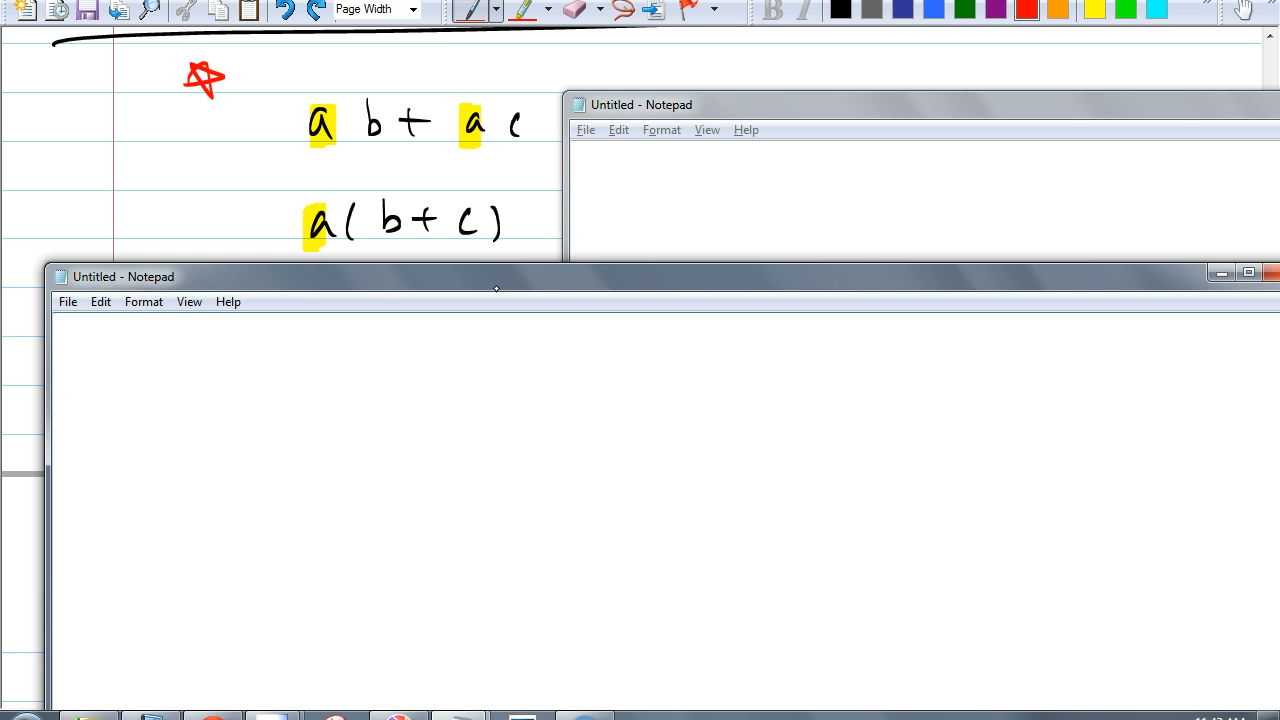 Page Width
B I
a b + a c
Untitled - Notepad
File Edit Format View Help
a ( b + c )
Untitled - Notepad
File Edit Format View Help